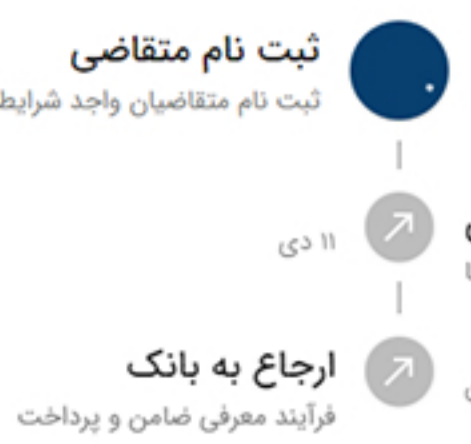 ثبت نام متقاضی
ثبت نام متقاضیان واجد شرایط
۱۱ دی
ارجاع به بانک
فرآیند معرفی ضامن و پرداخت